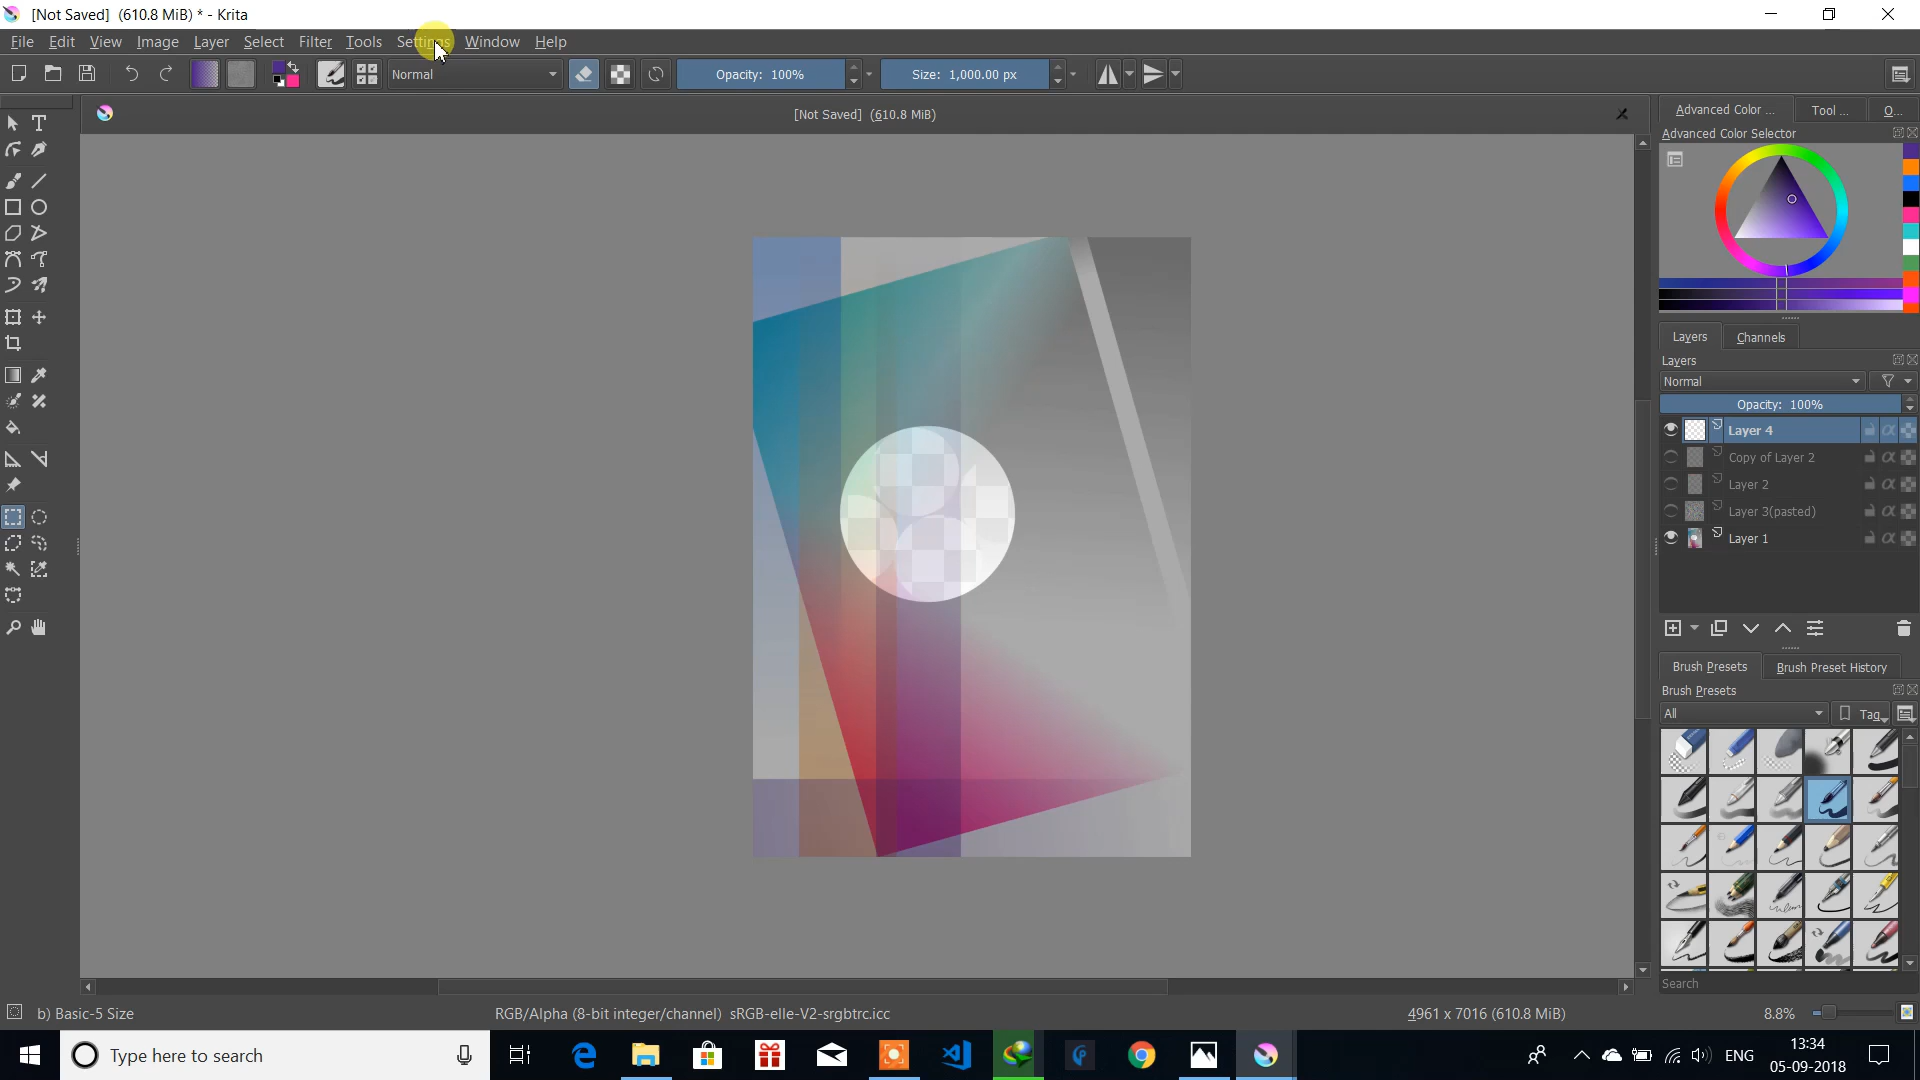 [Not Saved] (610.8 MiB) * - Krita
File Edit View Image Layer Select Filter Tools Settings Window Help
Normal Opacity: 100% Size: 1,000.00 px
[Not Saved] (610.8 MiB)
Advanced Color ... Tool ... O...
Advanced Color Selector
Layers Channels
Layers
Normal
Opacity: 100%
Layer 4
Copy of Layer 2
Layer 2
Layer 3(pasted)
Layer 1
Brush Presets Brush Preset History
Brush Presets
All Tag
Search
b) Basic-5 Size RGB/Alpha (8-bit integer/channel) sRGB-elle-V2-srgbtrc.icc 4961 x 7016 (610.8 MiB) 8.8%
Type here to search ENG 13:34
05-09-2018